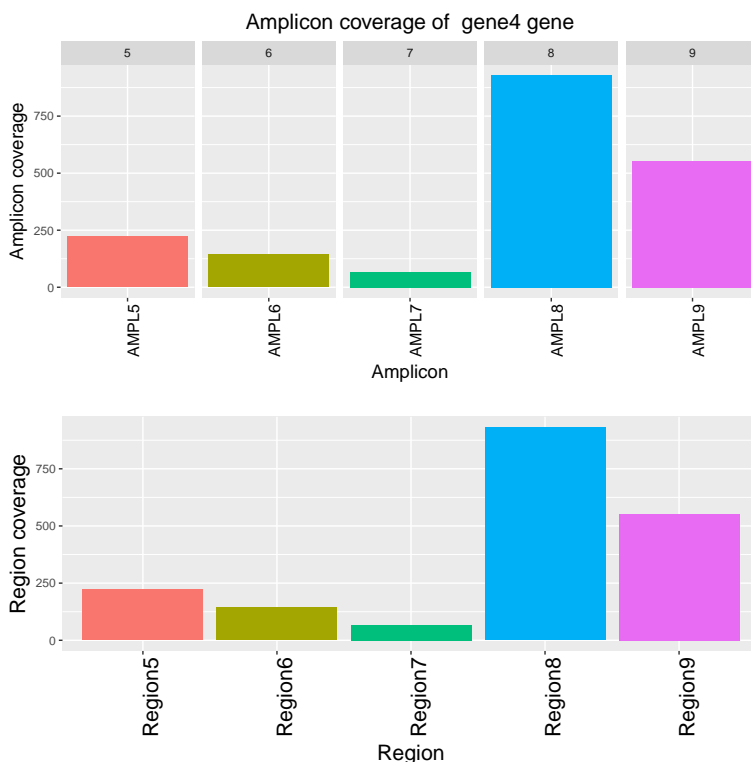 Amplicon coverage of  gene4 gene
5 6 7 8 9
Amplicon coverage
750
500
250
0
AMPL5 AMPL6 AMPL7 AMPL8 AMPL9
Amplicon
Region coverage
750
500
250
0
Region5 Region6 Region7 Region8 Region9
Region